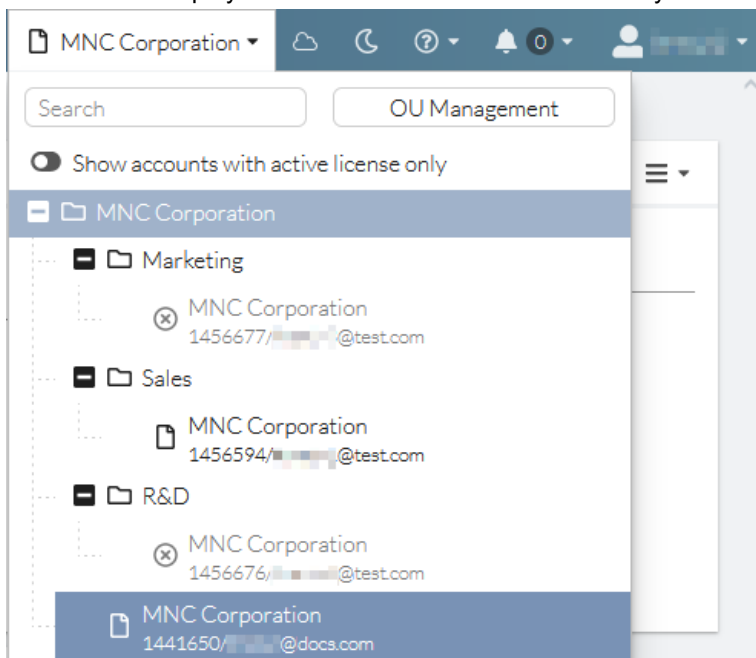 MNC Corporation
0
Search
OU Management
Show accounts with active license only
MNC Corporation
Marketing
MNC Corporation
1456677/ @test.com
Sales
MNC Corporation
1456594/ @test.com
R&D
MNC Corporation
1456676/ @test.com
MNC Corporation
1441650/ @docs.com